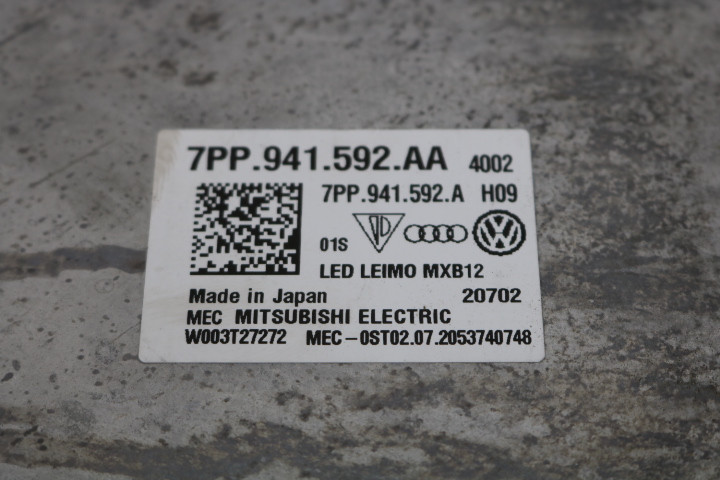 7PP.941.592.AA 4002
7PP.941.592.A H09
01S
LED LEIMO MXB12
Made in Japan 20702
MEC MITSUBISHI ELECTRIC
W003T27272 MEC-0ST02.07.2053740748